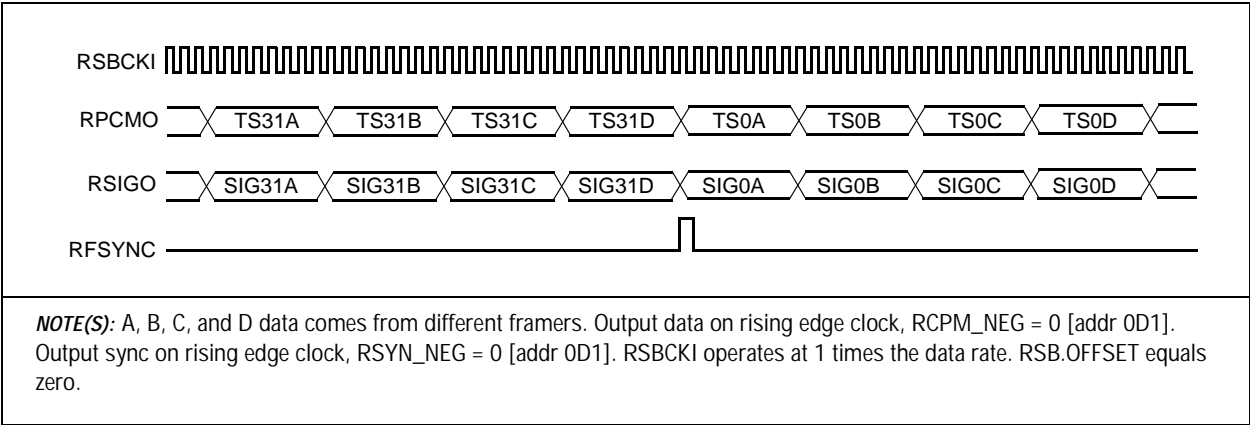 RSBCKI
RPCMO TS31A TS31B TS31C TS31D TS0A TS0B TS0C TS0D
RSIGO SIG31A SIG31B SIG31C SIG31D SIG0A SIG0B SIG0C SIG0D
RFSYNC
NOTE(S): A, B, C, and D data comes from different framers. Output data on rising edge clock, RCPM_NEG = 0 [addr 0D1].
Output sync on rising edge clock, RSYN_NEG = 0 [addr 0D1]. RSBCKI operates at 1 times the data rate. RSB.OFFSET equals
zero.